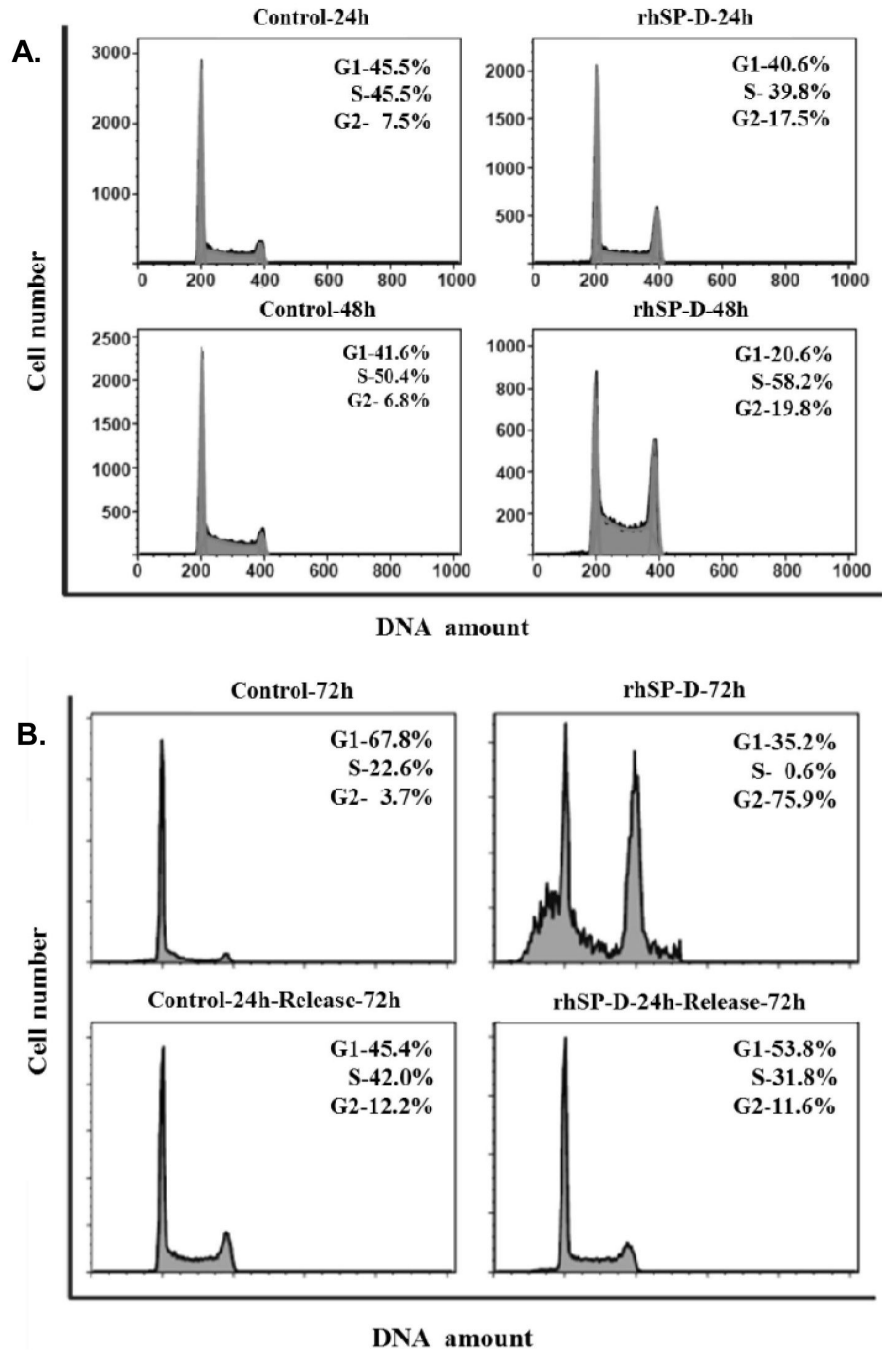 A.
Control-24h
G1-45.5%
S-45.5%
G2- 7.5%
3000
2000
1000
0 200 400 600 800 1000
rhSP-D-24h
G1-40.6%
S- 39.8%
G2-17.5%
2000
1500
1000
500
0 200 400 600 800 1000
Control-48h
G1-41.6%
S-50.4%
G2- 6.8%
2500
2000
1500
1000
500
0 200 400 600 800 1000
rhSP-D-48h
G1-20.6%
S-58.2%
G2-19.8%
1000
800
600
400
200
0 200 400 600 800 1000
Cell number
DNA amount
B.
Control-72h
G1-67.8%
S-22.6%
G2- 3.7%
rhSP-D-72h
G1-35.2%
S- 0.6%
G2-75.9%
Control-24h-Release-72h
G1-45.4%
S-42.0%
G2-12.2%
rhSP-D-24h-Release-72h
G1-53.8%
S-31.8%
G2-11.6%
Cell number
DNA amount